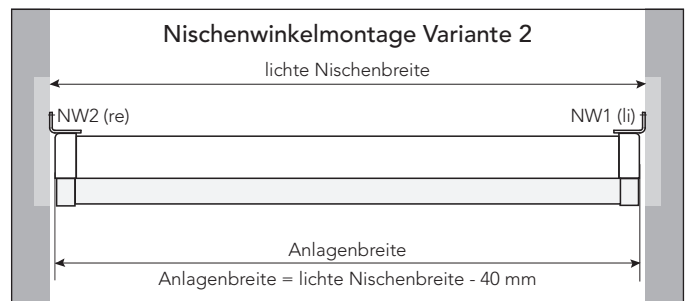 Nischenwinkelmontage Variante 2
lichte Nischenbreite
NW2 (re) NW1 (li)
Anlagenbreite
Anlagenbreite = lichte Nischenbreite - 40 mm